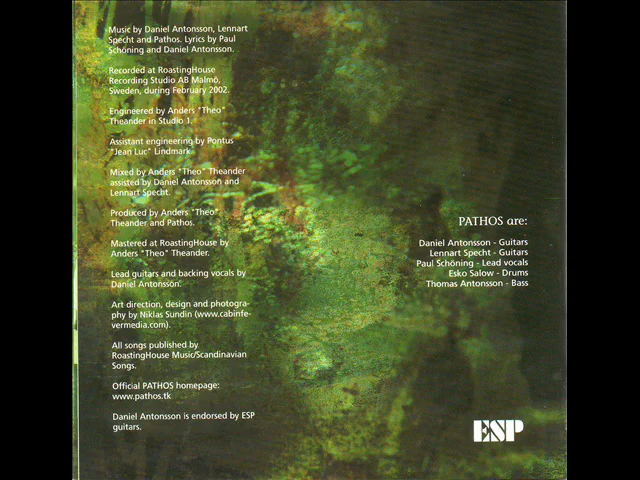 Music by Daniel Antonsson, Lennart
Specht and Pathos. Lyrics by Paul
Schöning and Daniel Antonsson.
Recorded at RoastingHouse
Recording Studio AB Malmö,
Sweden, during February 2002.
Engineered by Anders "Theo"
Theander in Studio 1.
Assistant engineering by Pontus
"Jean Luc" Lindmark.
Mixed by Anders "Theo" Theander
assisted by Daniel Antonsson and
Lennart Specht.
Produced by Anders "Theo"
Theander and Pathos.
Mastered at RoastingHouse by
Anders "Theo" Theander.
Lead guitars and backing vocals by
Daniel Antonsson.
Art direction, design and photogra-
phy by Niklas Sundin (www.cabinfe-
vermedia.com).
All songs published by
RoastingHouse Music/Scandinavian
Songs.
Official PATHOS homepage:
www.pathos.tk
Daniel Antonsson is endorsed by ESP
guitars.
PATHOS are:
Daniel Antonsson - Guitars
Lennart Specht - Guitars
Paul Schöning - Lead vocals
Esko Salow - Drums
Thomas Antonsson - Bass
ESP